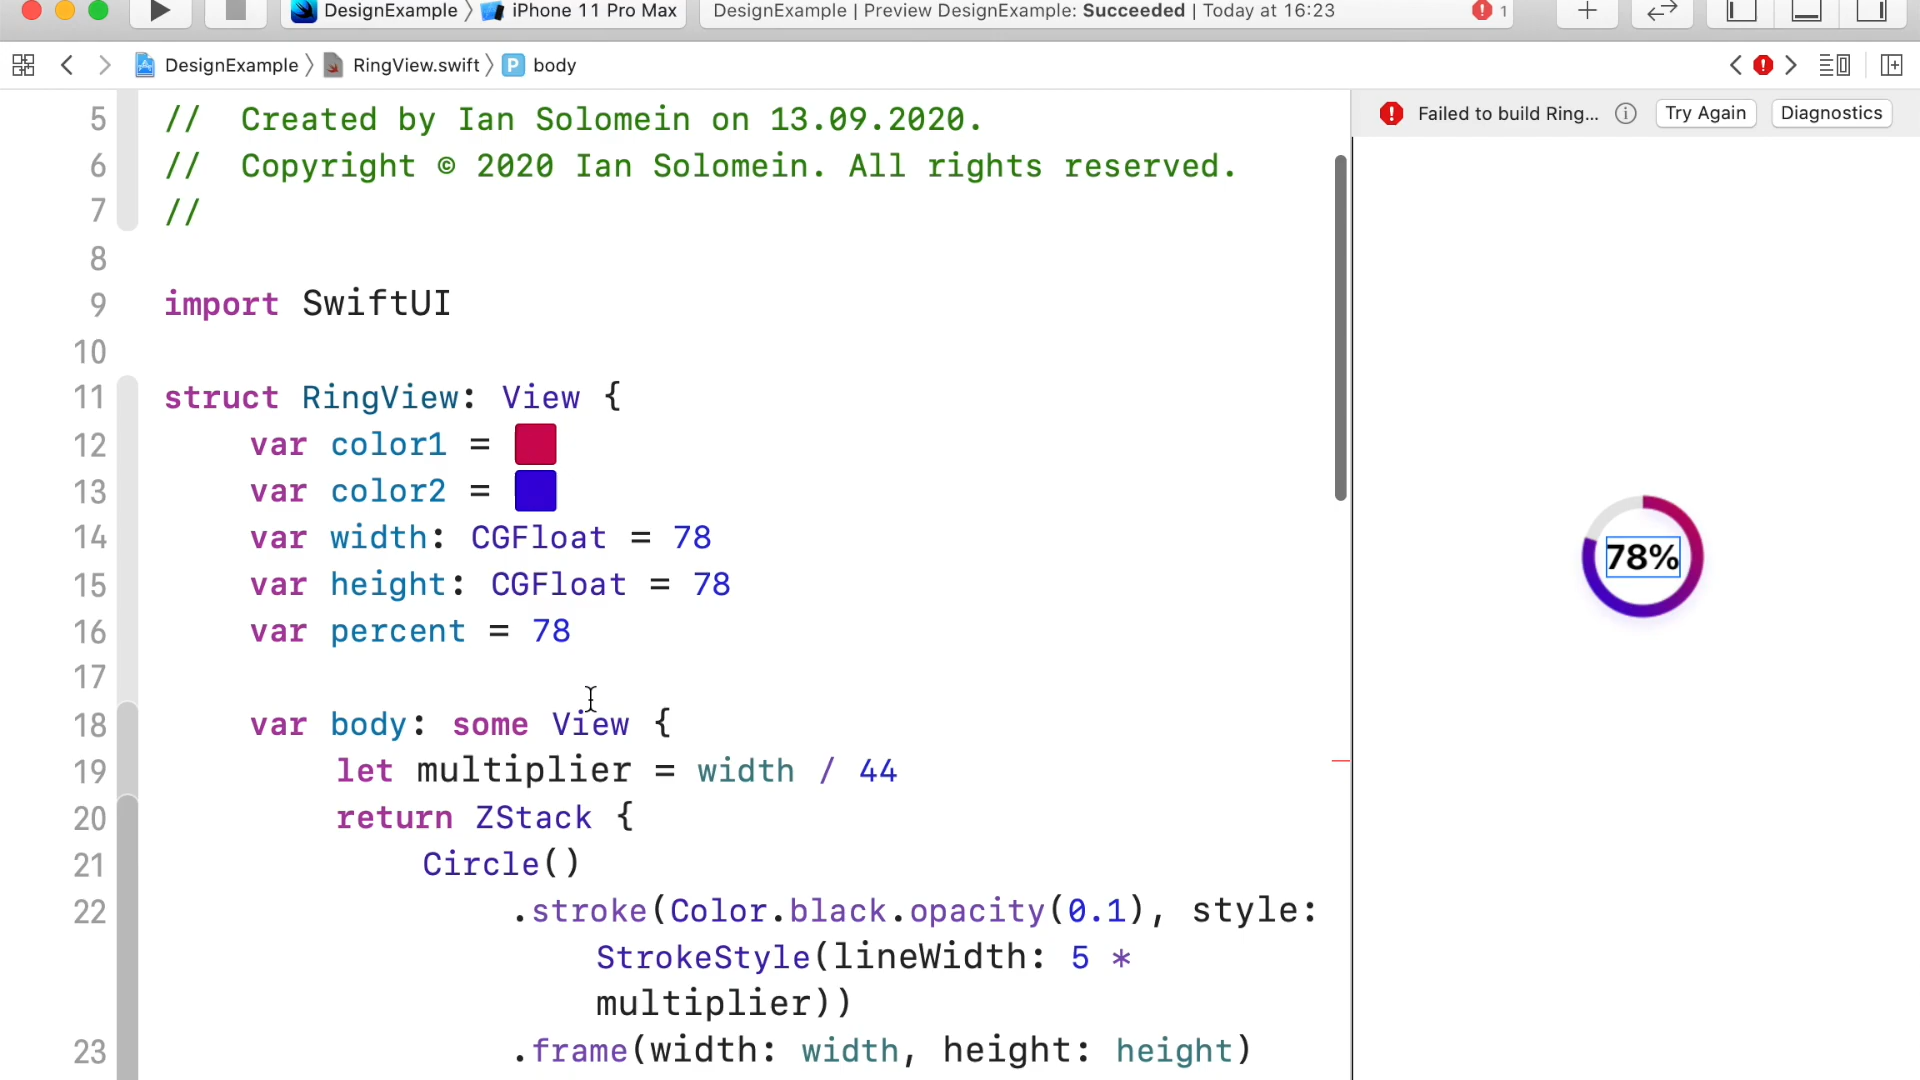 DesignExample 〉 iPhone 11 Pro Max
DesignExample | Preview DesignExample: Succeeded | Today at 16:23
1
DesignExample 〉 RingView.swift 〉 P body
Failed to build Ring... Try Again Diagnostics
5 //  Created by Ian Solomein on 13.09.2020.
6 //  Copyright © 2020 Ian Solomein. All rights reserved.
7 //
8
9 import SwiftUI
10
11 struct RingView: View {
12 var color1 =
13 var color2 =
14 var width: CGFloat = 78
15 var height: CGFloat = 78
16 var percent = 78
17
18 var body: some View {
19 let multiplier = width / 44
20 return ZStack {
21 Circle()
22 .stroke(Color.black.opacity(0.1), style:
StrokeStyle(lineWidth: 5 *
multiplier))
23 .frame(width: width, height: height)
78%